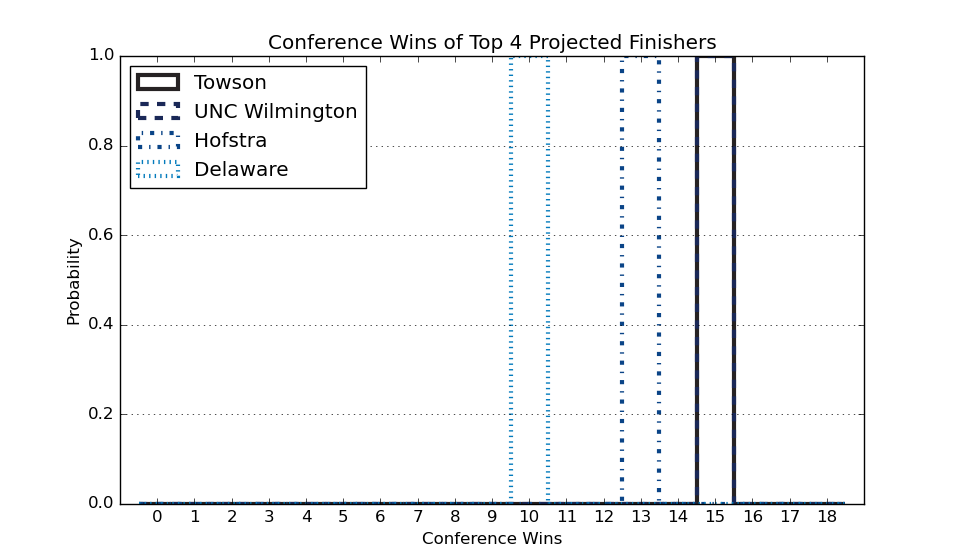 Conference Wins of Top 4 Projected Finishers
1.0
Towson
UNC Wilmington
Hofstra
Delaware
0.8
0.6
Probability
0.4
0.2
0.0
0 1 2 3 4 5 6 7 8 9 10 11 12 13 14 15 16 17 18
Conference Wins